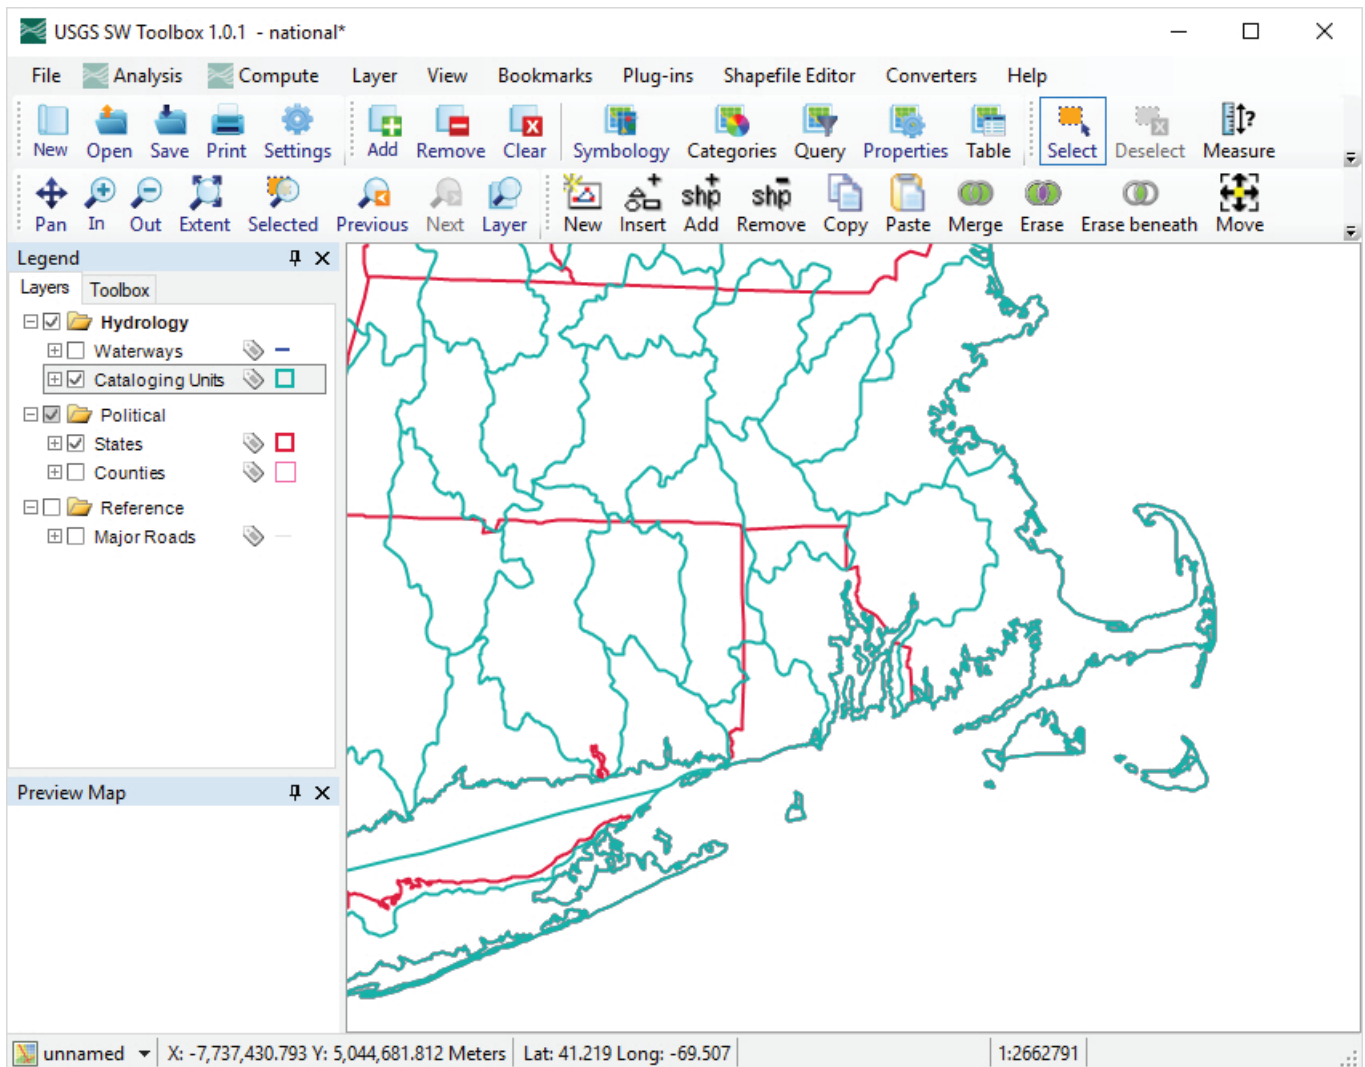 USGS SW Toolbox 1.0.1 - national*
File Analysis Compute Layer View Bookmarks Plug-ins Shapefile Editor Converters Help
New Open Save Print Settings Add Remove Clear Symbology Categories Query Properties Table Select Deselect Measure
Pan In Out Extent Selected Previous Next Layer New Insert shp Add shp Remove Copy Paste Merge Erase Erase beneath Move
Legend
Layers Toolbox
Hydrology
Waterways
Cataloging Units
Political
States
Counties
Reference
Major Roads
Preview Map
unnamed X: -7,737,430.793 Y: 5,044,681.812 Meters Lat: 41.219 Long: -69.507 1:2662791